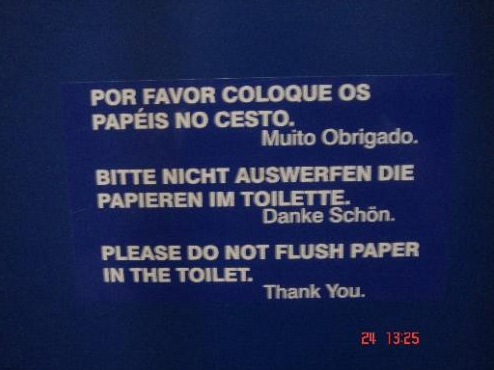 POR FAVOR COLOQUE OS
PAPÉIS NO CESTO.
Muito Obrigado.
BITTE NICHT AUSWERFEN DIE
PAPIEREN IM TOILETTE.
Danke Schön.
PLEASE DO NOT FLUSH PAPER
IN THE TOILET.
Thank You.
24 13:25